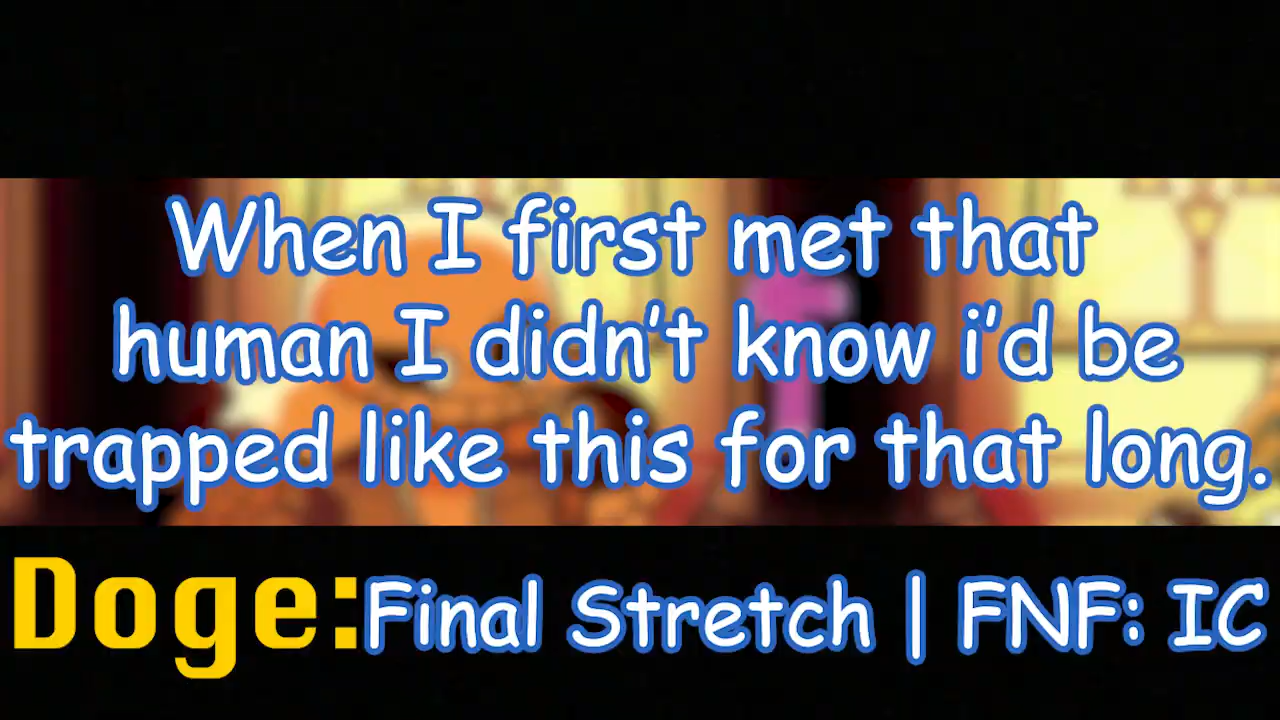 When I first met that
human I didn't know i'd be
trapped like this for that long.
Doge:Final Stretch | FNF: IC